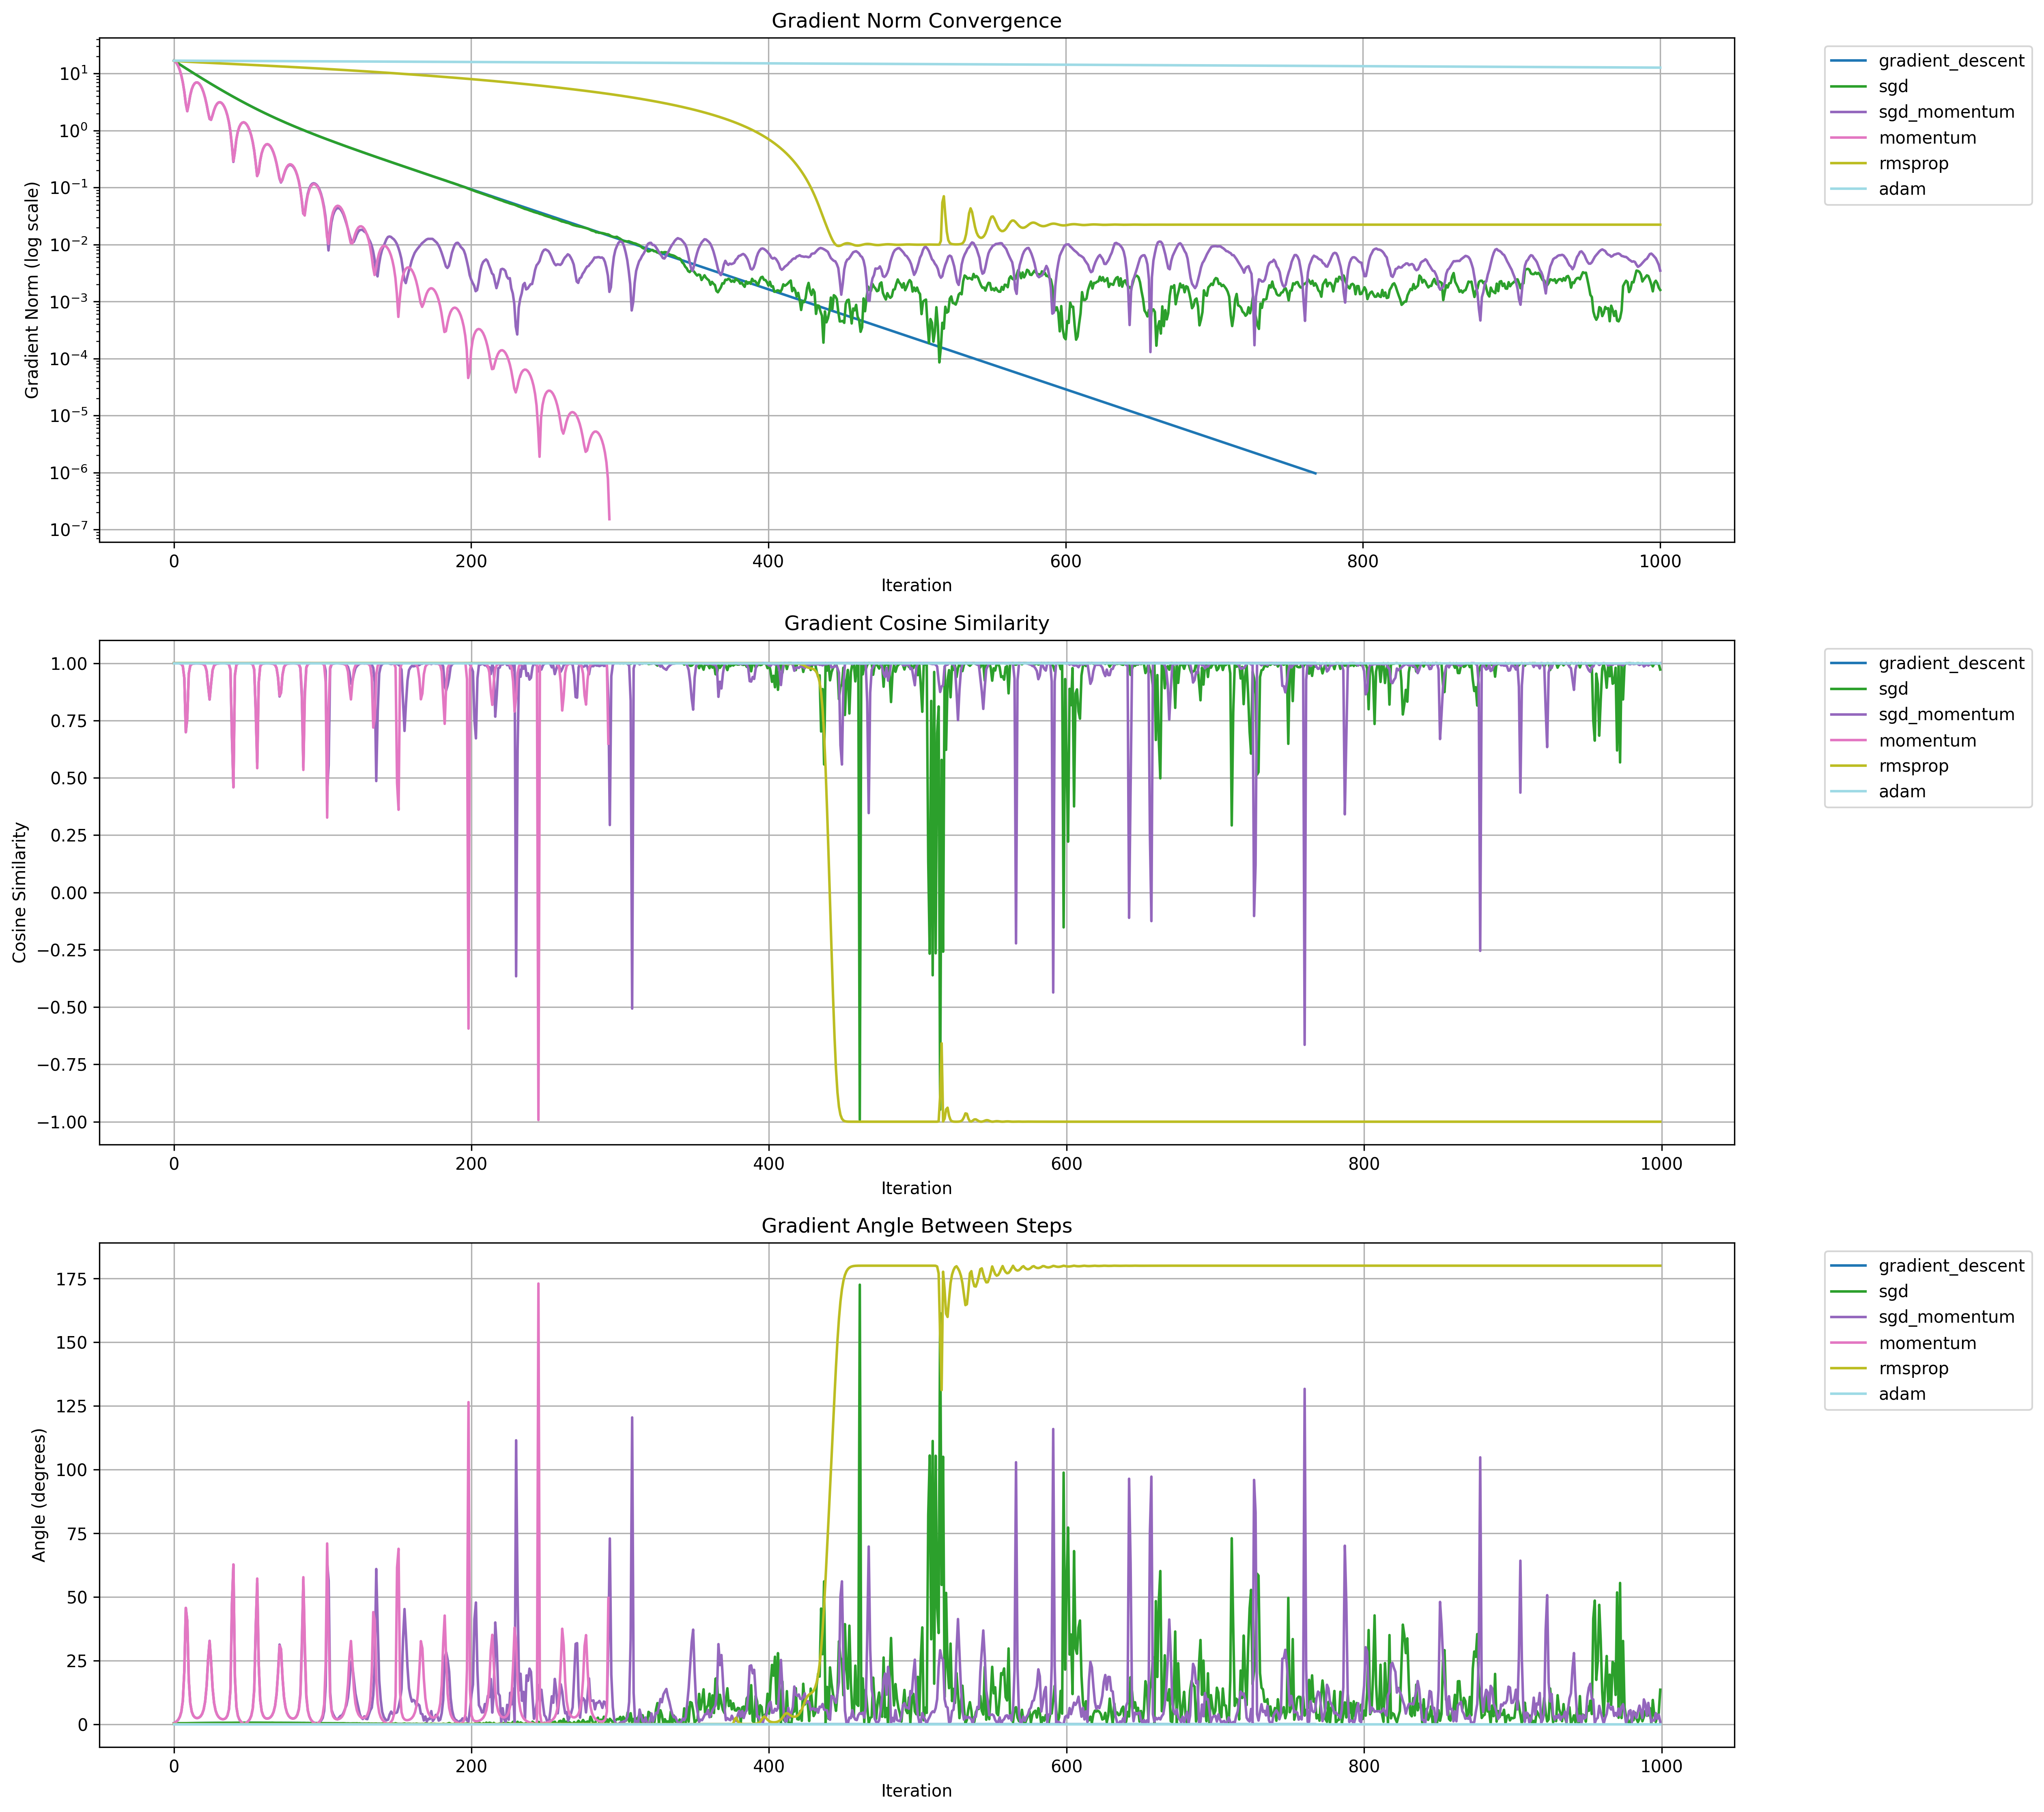 Gradient Norm Convergence
Gradient Norm (log scale)
10¹
10⁰
10⁻¹
10⁻²
10⁻³
10⁻⁴
10⁻⁵
10⁻⁶
10⁻⁷
0 200 400 600 800 1000
Iteration
gradient_descent
sgd
sgd_momentum
momentum
rmsprop
adam
Gradient Cosine Similarity
Cosine Similarity
1.00
0.75
0.50
0.25
0.00
−0.25
−0.50
−0.75
−1.00
0 200 400 600 800 1000
Iteration
gradient_descent
sgd
sgd_momentum
momentum
rmsprop
adam
Gradient Angle Between Steps
Angle (degrees)
175
150
125
100
75
50
25
0
0 200 400 600 800 1000
Iteration
gradient_descent
sgd
sgd_momentum
momentum
rmsprop
adam